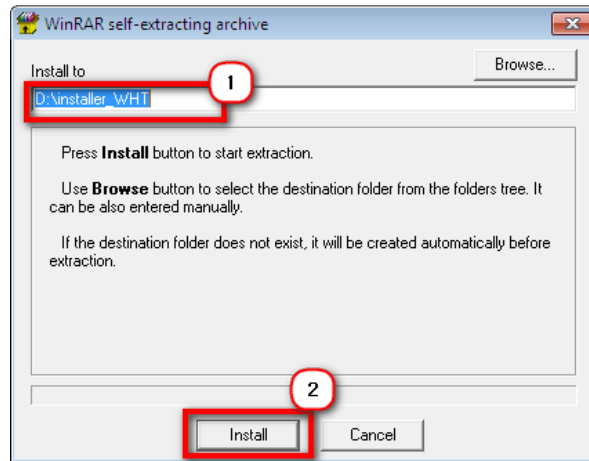 WinRAR self-extracting archive
Browse...
Install to
1
D:\installer_WHT
Press Install button to start extraction.
Use Browse button to select the destination folder from the folders tree. It
can be also entered manually.
If the destination folder does not exist, it will be created automatically before
extraction.
2
Install Cancel